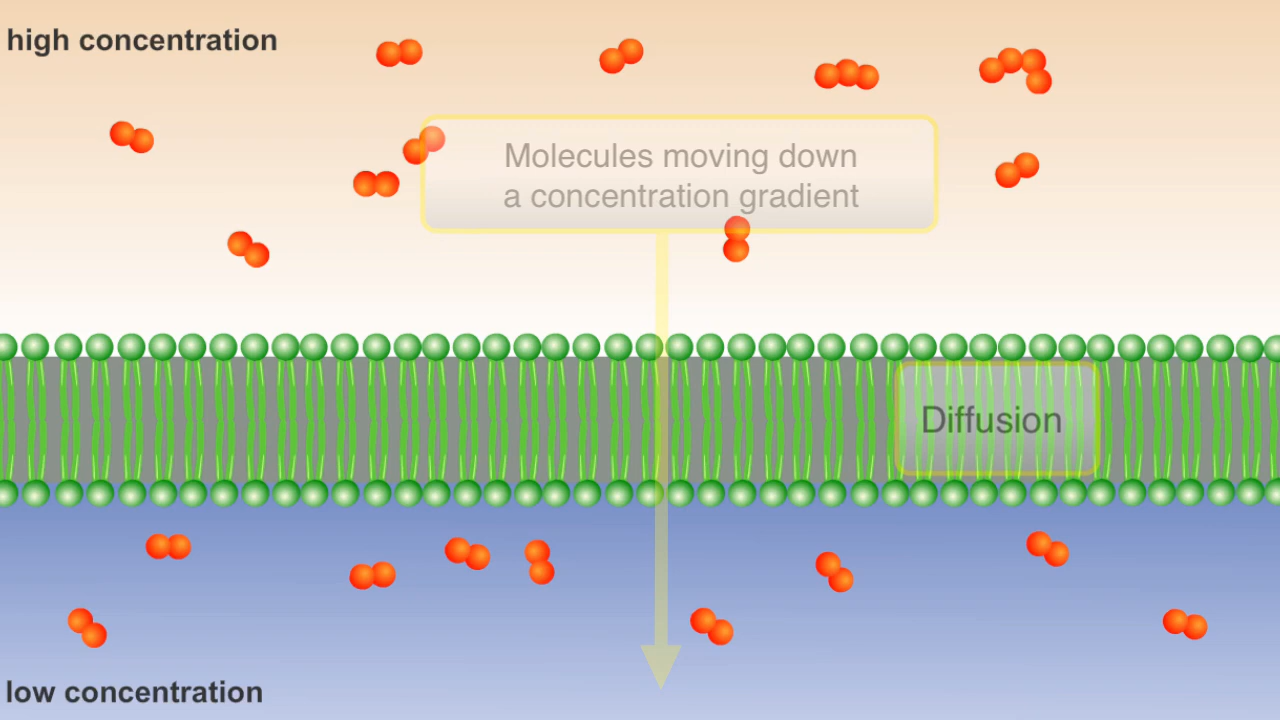 high concentration
Molecules moving down
a concentration gradient
Diffusion
low concentration